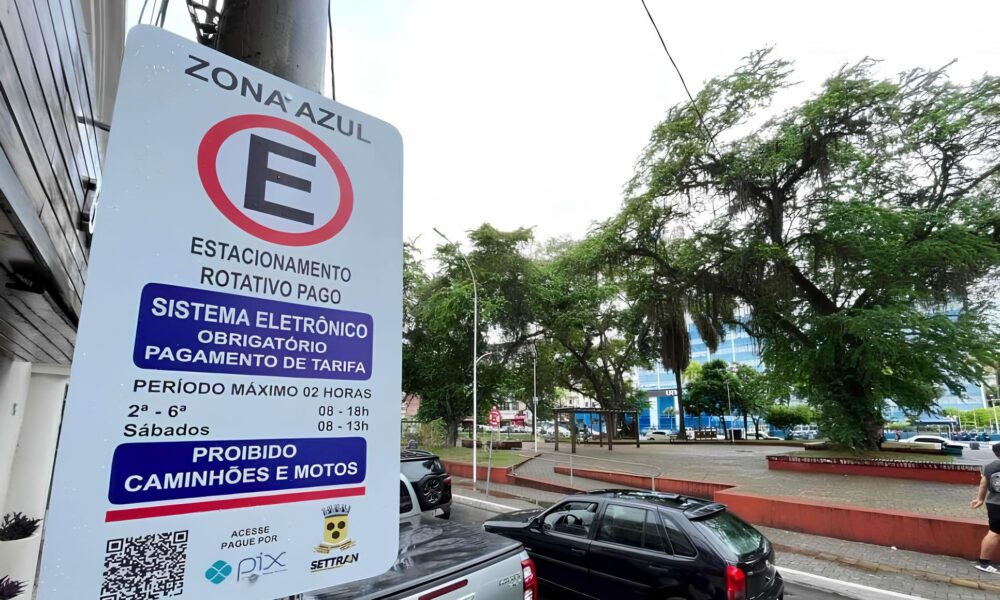 ZONA AZUL
E
ESTACIONAMENTO
ROTATIVO PAGO
SISTEMA ELETRÔNICO
OBRIGATÓRIO
PAGAMENTO DE TARIFA
PERÍODO MÁXIMO 02 HORAS
2ª - 6ª 08 - 18h
Sábados 08 - 13h
PROIBIDO
CAMINHÕES E MOTOS
ACESSE
PAGUE POR
pix
SETTRAN